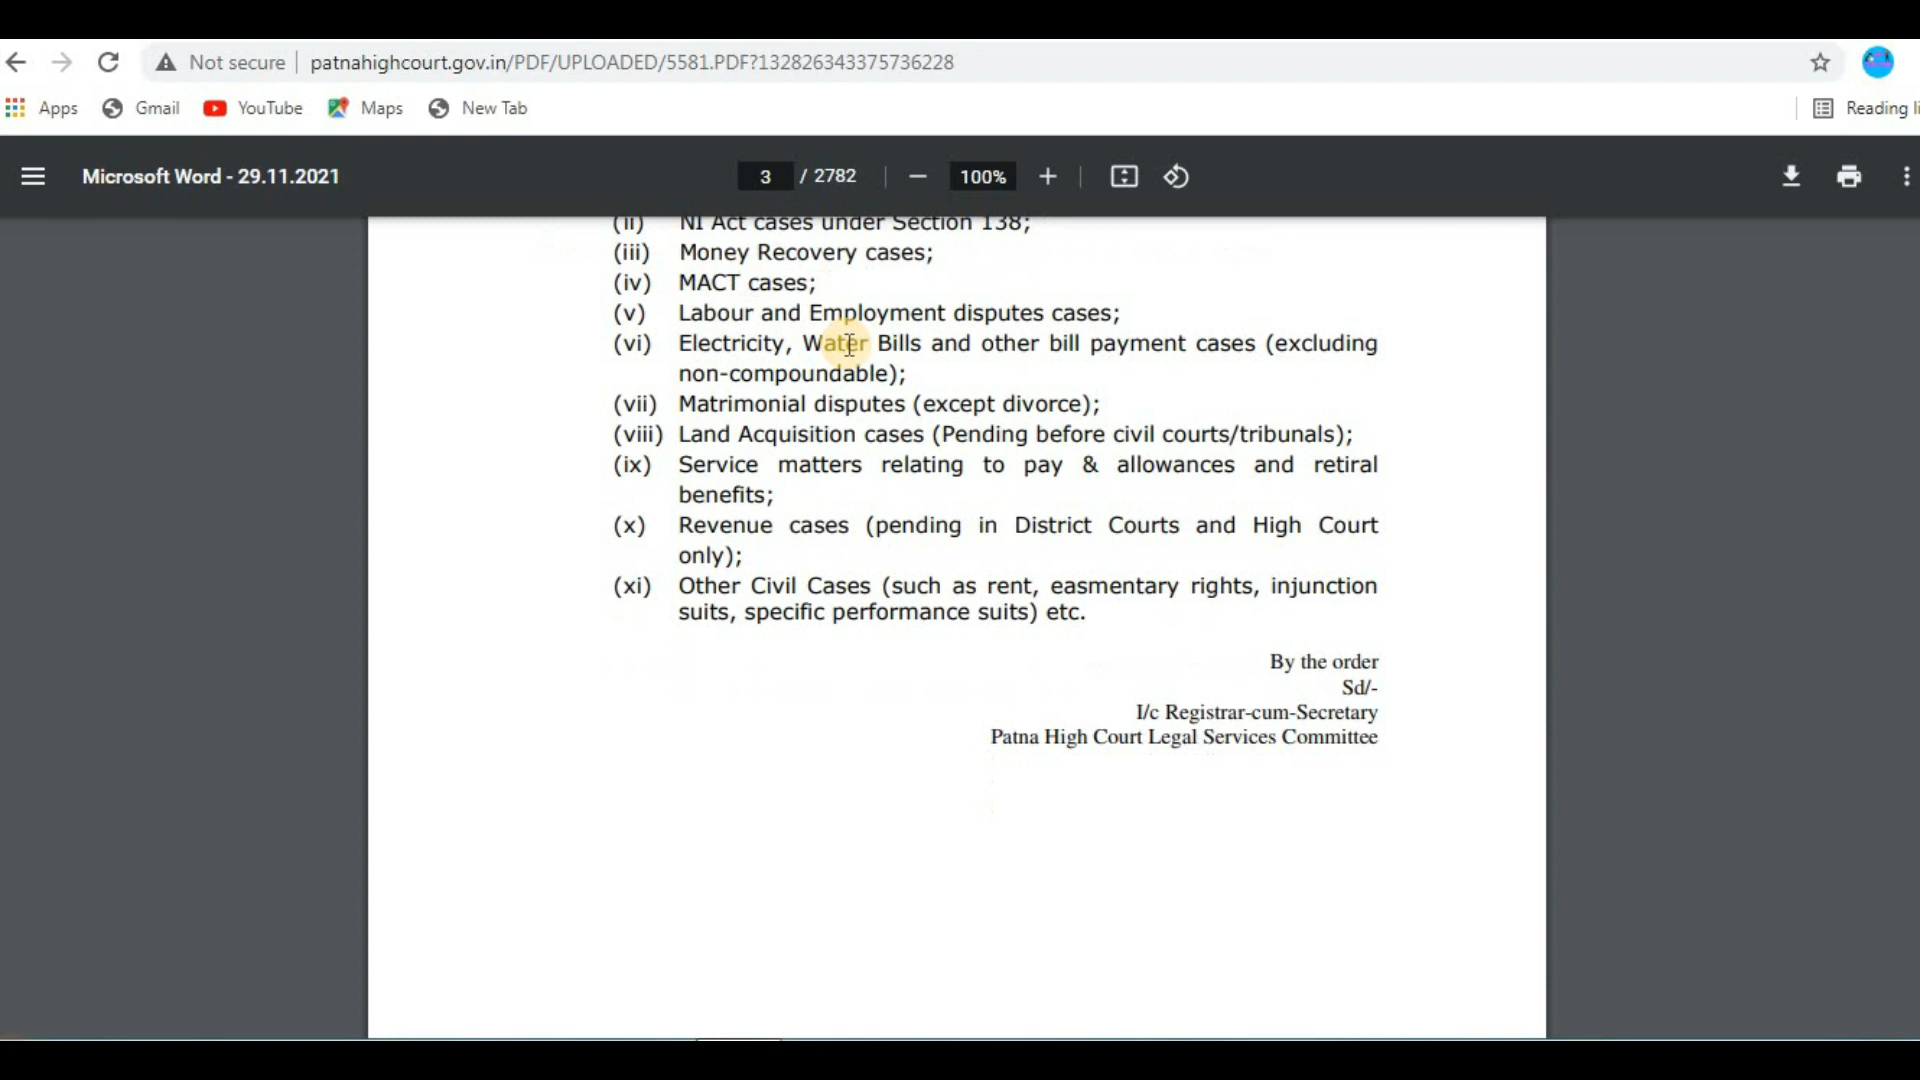 Not secure patnahighcourt.gov.in/PDF/UPLOADED/5581.PDF?132826343375736228
Apps Gmail YouTube Maps New Tab Reading li
Microsoft Word - 29.11.2021 3 / 2782 100%
(ii) NI Act cases under Section 138;
(iii) Money Recovery cases;
(iv) MACT cases;
(v) Labour and Employment disputes cases;
(vi) Electricity, Water Bills and other bill payment cases (excluding
non-compoundable);
(vii) Matrimonial disputes (except divorce);
(viii) Land Acquisition cases (Pending before civil courts/tribunals);
(ix) Service matters relating to pay & allowances and retiral
benefits;
(x) Revenue cases (pending in District Courts and High Court
only);
(xi) Other Civil Cases (such as rent, easmentary rights, injunction
suits, specific performance suits) etc.
By the order
Sd/-
I/c Registrar-cum-Secretary
Patna High Court Legal Services Committee